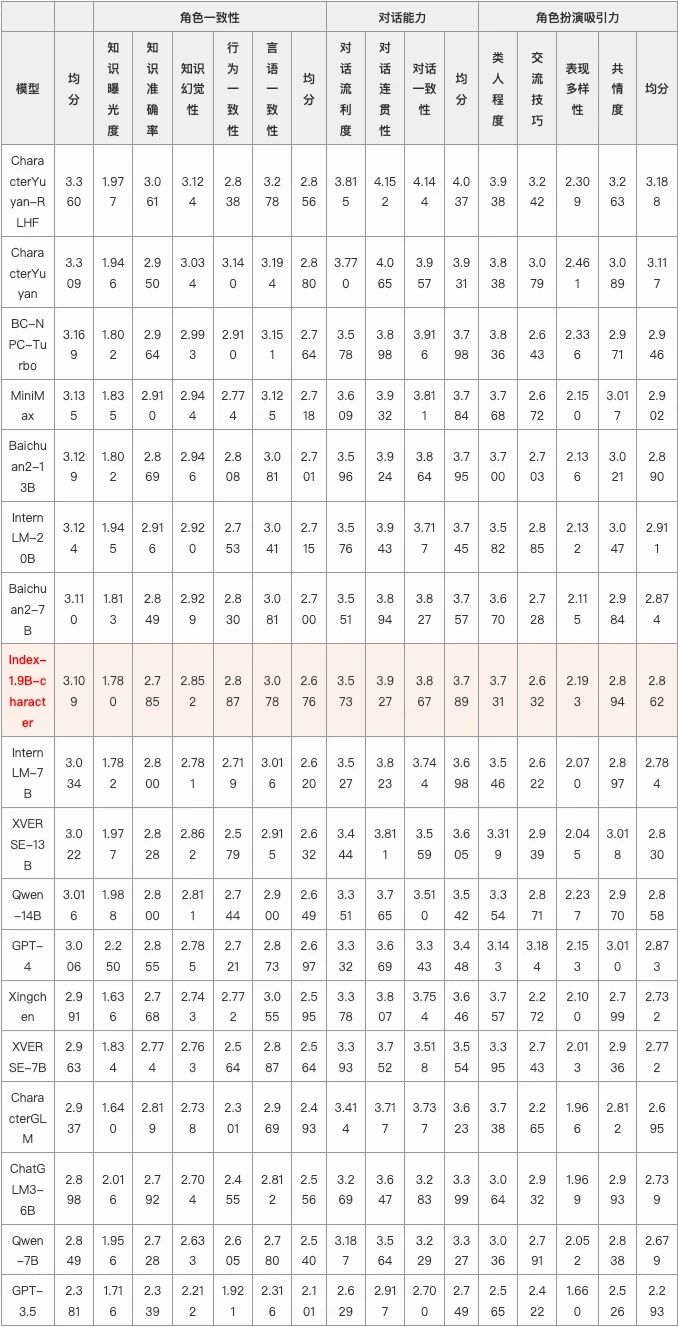 角色一致性 对话能力 角色扮演吸引力
模型 均分 知识曝光度 知识准确率 知识幻觉性 行为一致性 言语一致性 均分 对话流利度 对话连贯性 对话一致性 均分 类人程度 交流技巧 表现多样性 共情度 均分
CharacterYuyan-RLHF 3.360 1.977 3.061 3.124 2.838 3.278 2.856 3.815 4.152 4.144 4.037 3.938 3.242 2.309 3.263 3.188
CharacterYuyan 3.309 1.946 2.950 3.034 3.140 3.194 2.880 3.770 4.065 3.957 3.931 3.838 3.079 2.461 3.089 3.117
BC-NPC-Turbo 3.169 1.802 2.964 2.993 2.910 3.151 2.764 3.578 3.898 3.916 3.798 3.836 2.643 2.336 2.971 2.946
MiniMax 3.135 1.835 2.910 2.944 2.774 3.125 2.718 3.609 3.932 3.811 3.784 3.768 2.672 2.150 3.017 2.902
Baichuan2-13B 3.129 1.802 2.869 2.946 2.808 3.081 2.701 3.596 3.924 3.864 3.795 3.700 2.703 2.136 3.021 2.890
InternLM-20B 3.124 1.945 2.916 2.920 2.753 3.041 2.715 3.576 3.943 3.717 3.745 3.582 2.885 2.132 3.047 2.911
Baichuan2-7B 3.110 1.813 2.849 2.929 2.830 3.081 2.700 3.551 3.894 3.827 3.757 3.670 2.728 2.115 2.984 2.874
Index-1.9B-character 3.109 1.780 2.785 2.852 2.887 3.078 2.676 3.573 3.927 3.867 3.789 3.731 2.632 2.193 2.894 2.862
InternLM-7B 3.034 1.782 2.800 2.781 2.719 3.016 2.620 3.527 3.823 3.744 3.698 3.546 2.622 2.070 2.897 2.784
XVERSE-13B 3.022 1.977 2.828 2.862 2.579 2.915 2.632 3.444 3.811 3.559 3.605 3.319 2.939 2.045 3.018 2.830
Qwen-14B 3.016 1.988 2.800 2.811 2.744 2.900 2.649 3.351 3.765 3.510 3.542 3.354 2.871 2.237 2.970 2.858
GPT-4 3.006 2.250 2.855 2.785 2.721 2.873 2.697 3.332 3.669 3.343 3.448 3.143 3.184 2.153 3.010 2.873
Xingchen 2.991 1.636 2.768 2.743 2.772 3.055 2.595 3.378 3.807 3.754 3.646 3.757 2.272 2.100 2.799 2.732
XVERSE-7B 2.963 1.834 2.774 2.763 2.564 2.887 2.564 3.393 3.752 3.518 3.554 3.395 2.743 2.013 2.936 2.772
CharacterGLM 2.937 1.640 2.819 2.738 2.301 2.969 2.493 3.414 3.717 3.737 3.623 3.738 2.265 1.966 2.812 2.695
ChatGLM3-6B 2.898 2.016 2.792 2.704 2.455 2.812 2.556 3.269 3.647 3.283 3.399 3.064 2.932 1.969 2.993 2.739
Qwen-7B 2.849 1.956 2.728 2.633 2.605 2.780 2.540 3.187 3.564 3.229 3.327 3.036 2.791 2.052 2.838 2.679
GPT-3.5 2.381 1.716 2.339 2.212 1.921 2.316 2.101 2.629 2.917 2.700 2.749 2.565 2.422 1.660 2.526 2.293